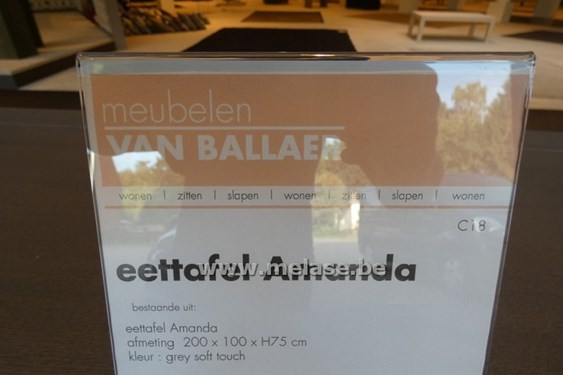 meubelen
VAN BALLAER
wonen | zitten | slapen | wonen | zitten | slapen | wonen
C18
eettafel Amanda
www.melase.be
bestaande uit:
eettafel Amanda
afmeting 200 x 100 x H75 cm
kleur : grey soft touch